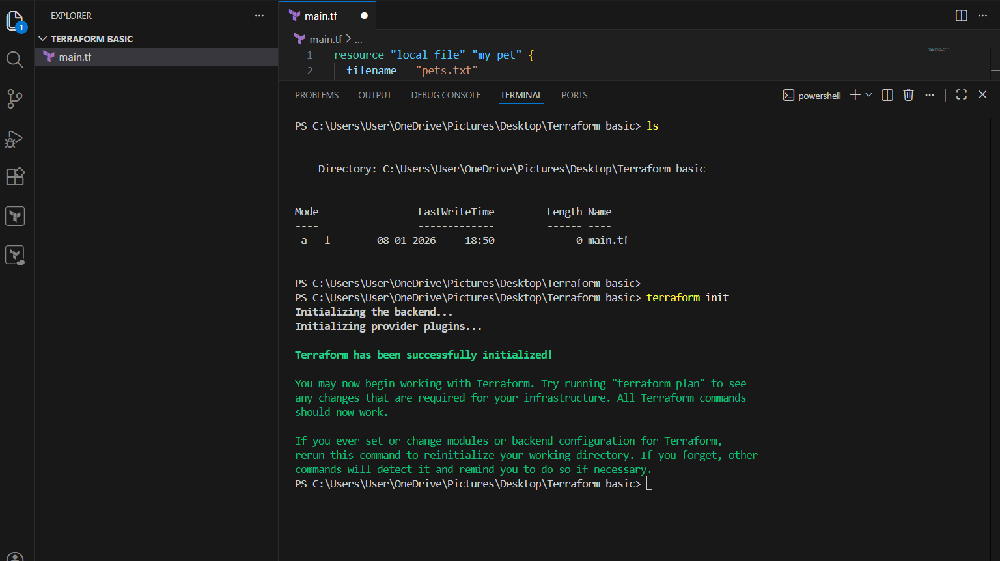 EXPLORER
TERRAFORM BASIC
main.tf
1
main.tf
main.tf > ...
1 resource "local_file" "my_pet" {
2 filename = "pets.txt"
PROBLEMS OUTPUT DEBUG CONSOLE TERMINAL PORTS
powershell
PS C:\Users\User\OneDrive\Pictures\Desktop\Terraform basic> ls
Directory: C:\Users\User\OneDrive\Pictures\Desktop\Terraform basic
Mode LastWriteTime Length Name
---- ------------- ------ ----
-a---l 08-01-2026 18:50 0 main.tf
PS C:\Users\User\OneDrive\Pictures\Desktop\Terraform basic>
PS C:\Users\User\OneDrive\Pictures\Desktop\Terraform basic> terraform init
Initializing the backend...
Initializing provider plugins...
Terraform has been successfully initialized!
You may now begin working with Terraform. Try running "terraform plan" to see
any changes that are required for your infrastructure. All Terraform commands
should now work.
If you ever set or change modules or backend configuration for Terraform,
rerun this command to reinitialize your working directory. If you forget, other
commands will detect it and remind you to do so if necessary.
PS C:\Users\User\OneDrive\Pictures\Desktop\Terraform basic>